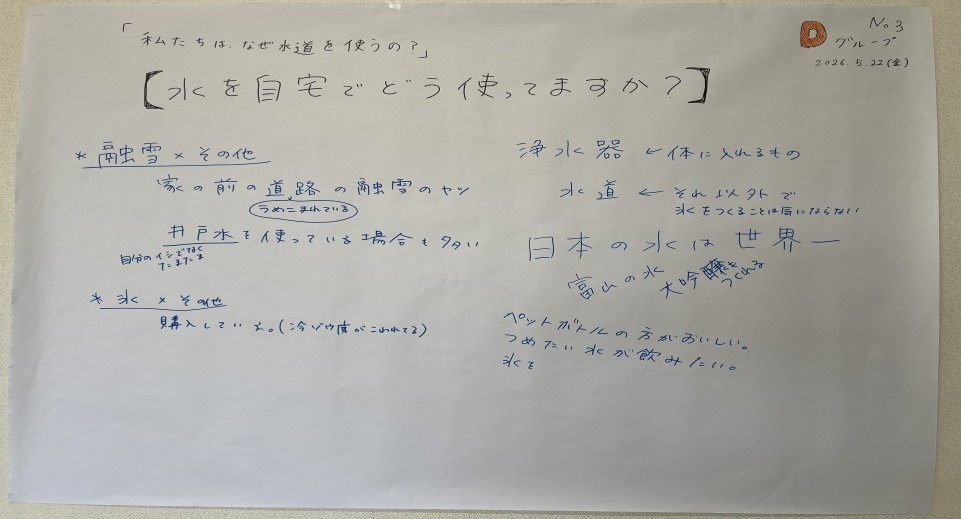 「私たちは、なぜ水道を使うの？」
D グループ No3
2026.5.22(金)
【水を自宅でどう使ってますか？】
* 融雪 × その他
家の前の道路の融雪のヤツ
うめこまれている
井戸水を使っている場合も多い
自分のイシでなく
たまたま
* 氷 × その他
購入している。(冷ゾウ庫がこわれてる)
浄水器 ← 体に入れるもの
水道 ← それ以外で
氷をつくることは気にならない
日本の水は世界一
富山の水 大吟醸も
つくれる
ペットボトルの方がおいしい。
つめたい水が飲みたい。
氷も